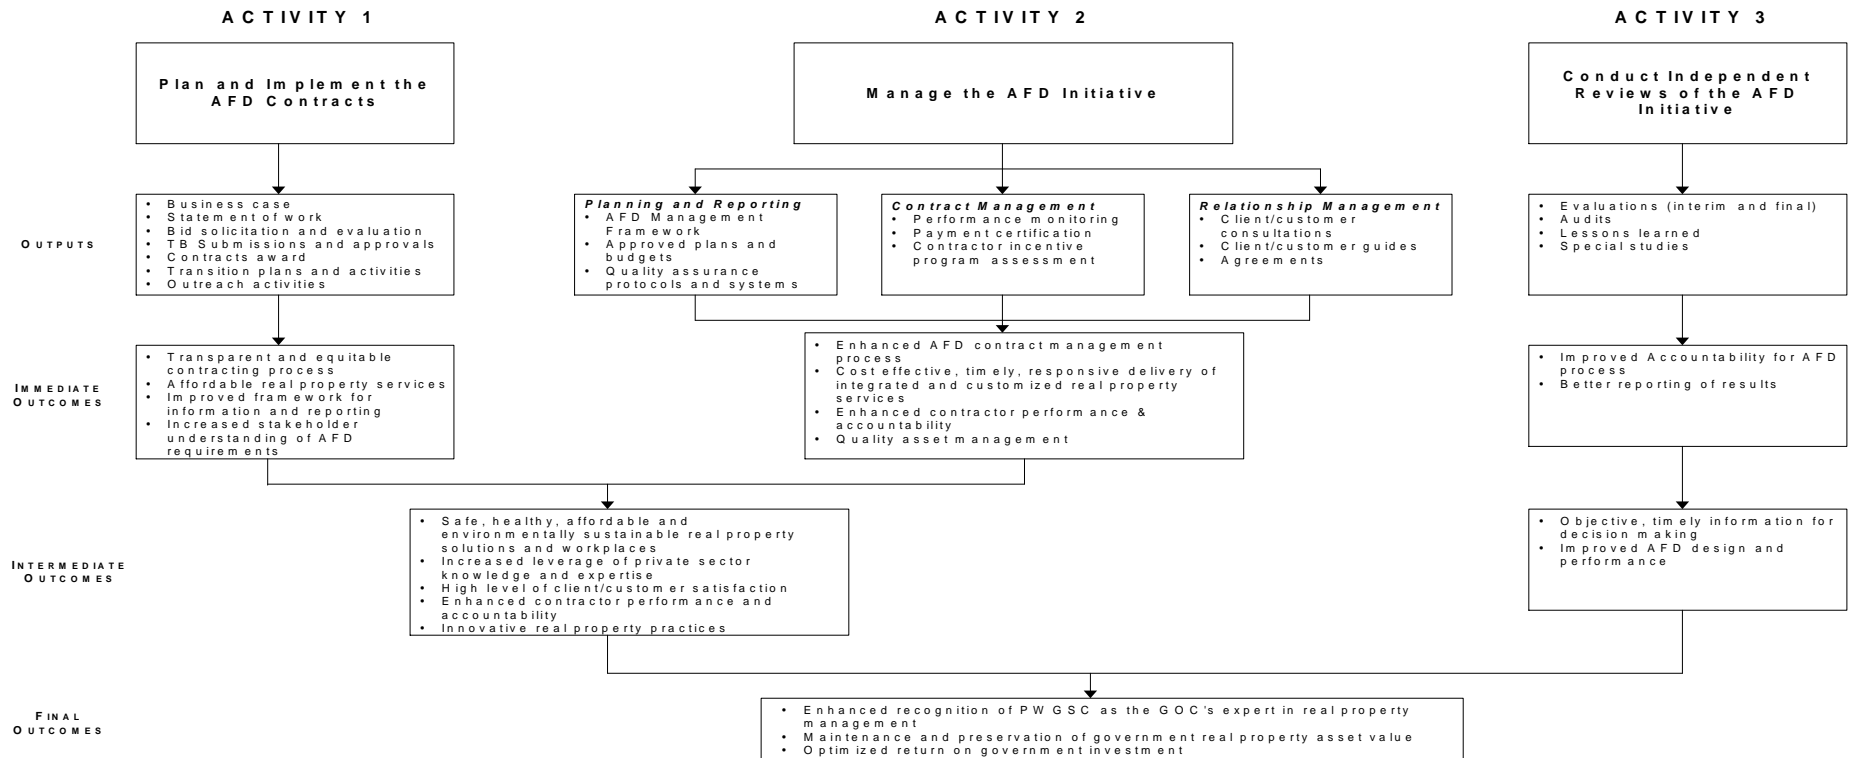 ACTIVITY 1
ACTIVITY 2
ACTIVITY 3
Plan and Implement the
AFD Contracts
Manage the AFD Initiative
Conduct Independent
Reviews of the AFD
Initiative
OUTPUTS
• Business case
• Statement of work
• Bid solicitation and evaluation
• TB Submissions and approvals
• Contracts award
• Transition plans and activities
• Outreach activities
Planning and Reporting
• AFD Management
Framework
• Approved plans and
budgets
• Quality assurance
protocols and systems
Contract Management
• Performance monitoring
• Payment certification
• Contractor incentive
program assessment
Relationship Management
• Client/customer
consultations
• Client/customer guides
• Agreements
• Evaluations (interim and final)
• Audits
• Lessons learned
• Special studies
IMMEDIATE
OUTCOMES
• Transparent and equitable
contracting process
• Affordable real property services
• Improved framework for
information and reporting
• Increased stakeholder
understanding of AFD
requirements
• Enhanced AFD contract management
process
• Cost effective, timely, responsive delivery of
integrated and customized real property
services
• Enhanced contractor performance &
accountability
• Quality asset management
• Improved Accountability for AFD
process
• Better reporting of results
INTERMEDIATE
OUTCOMES
• Safe, healthy, affordable and
environmentally sustainable real property
solutions and workplaces
• Increased leverage of private sector
knowledge and expertise
• High level of client/customer satisfaction
• Enhanced contractor performance and
accountability
• Innovative real property practices
• Objective, timely information for
decision making
• Improved AFD design and
performance
FINAL
OUTCOMES
• Enhanced recognition of PWGSC as the GOC's expert in real property
management
• Maintenance and preservation of government real property asset value
• Optimized return on government investment